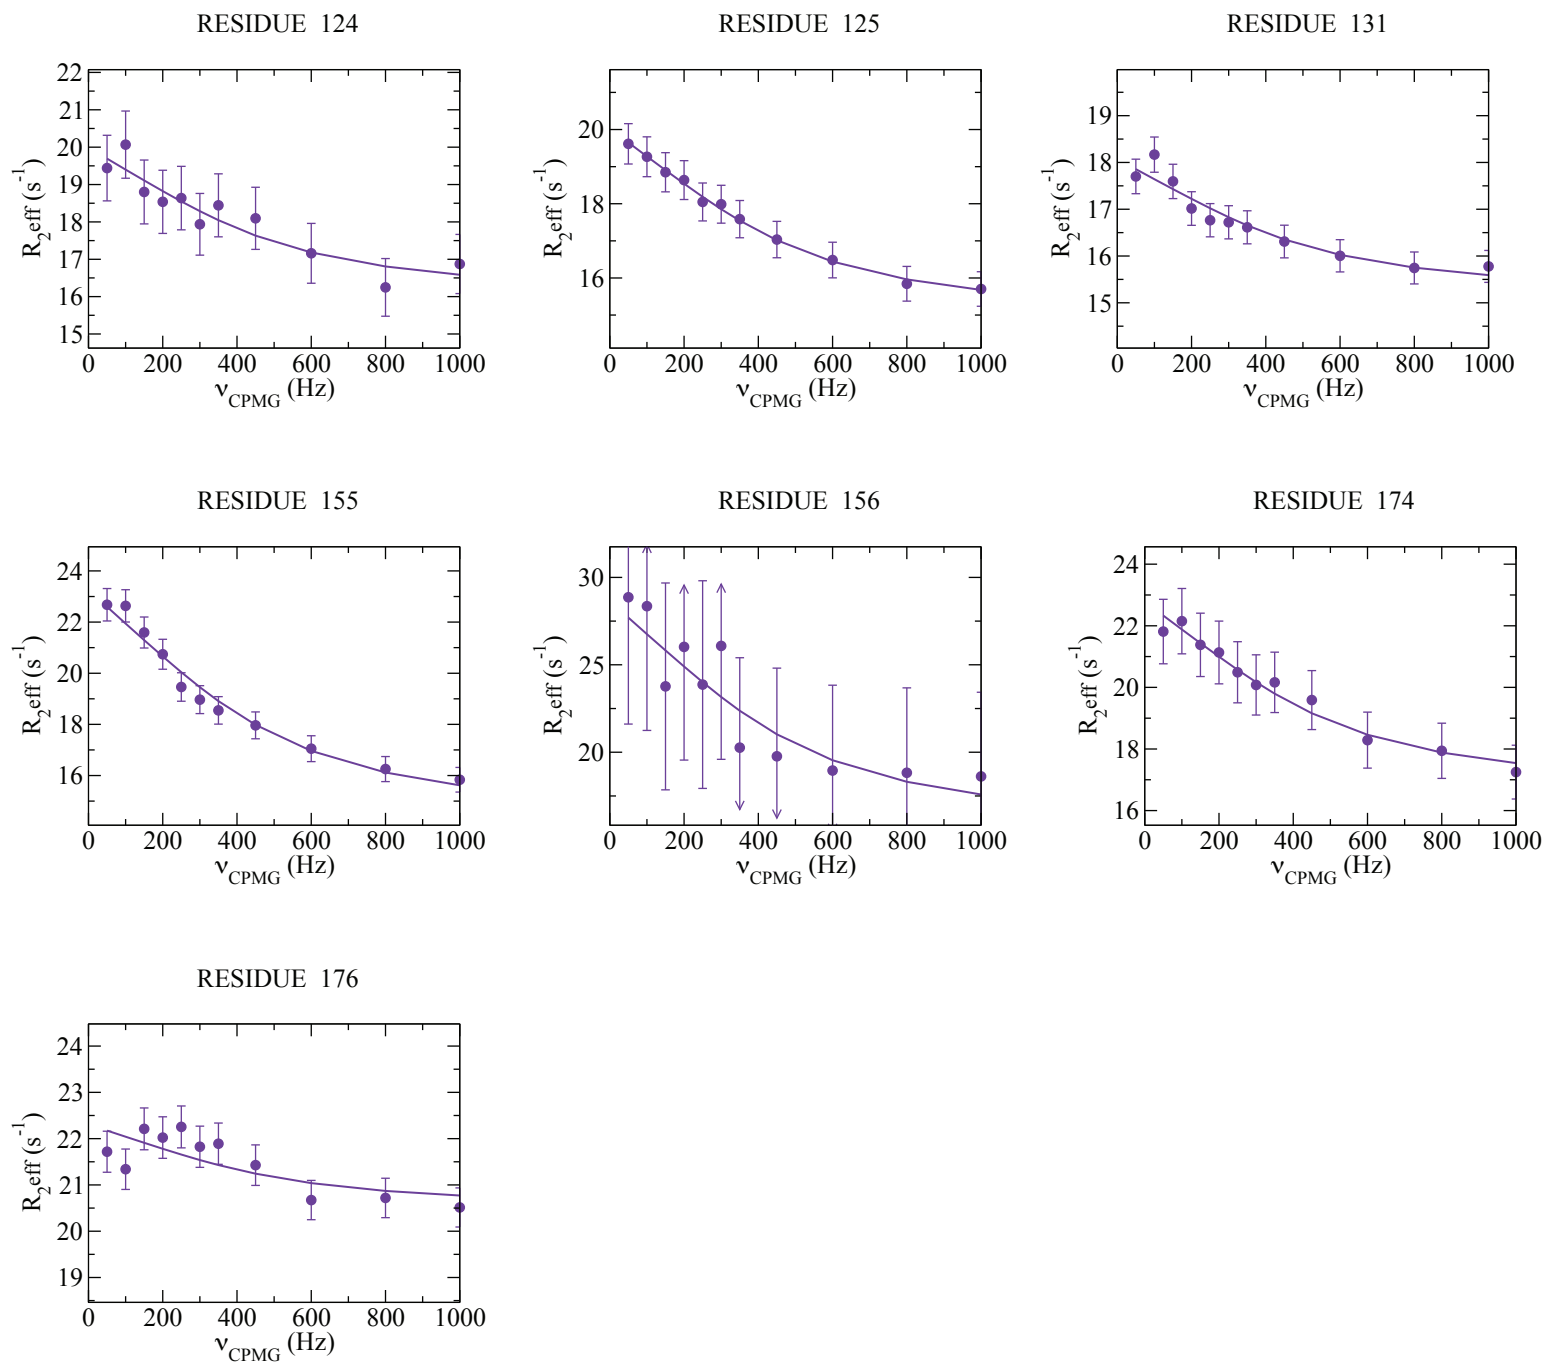 RESIDUE 124
22
21
20
19
18
17
16
15
R2eff (s-1)
0 200 400 600 800 1000
νCPMG (Hz)
RESIDUE 125
20
18
16
R2eff (s-1)
0 200 400 600 800 1000
νCPMG (Hz)
RESIDUE 131
19
18
17
16
15
R2eff (s-1)
0 200 400 600 800 1000
νCPMG (Hz)
RESIDUE 155
24
22
20
18
16
R2eff (s-1)
0 200 400 600 800 1000
νCPMG (Hz)
RESIDUE 156
30
25
20
R2eff (s-1)
0 200 400 600 800 1000
νCPMG (Hz)
RESIDUE 174
24
22
20
18
16
R2eff (s-1)
0 200 400 600 800 1000
νCPMG (Hz)
RESIDUE 176
24
23
22
21
20
19
R2eff (s-1)
0 200 400 600 800 1000
νCPMG (Hz)